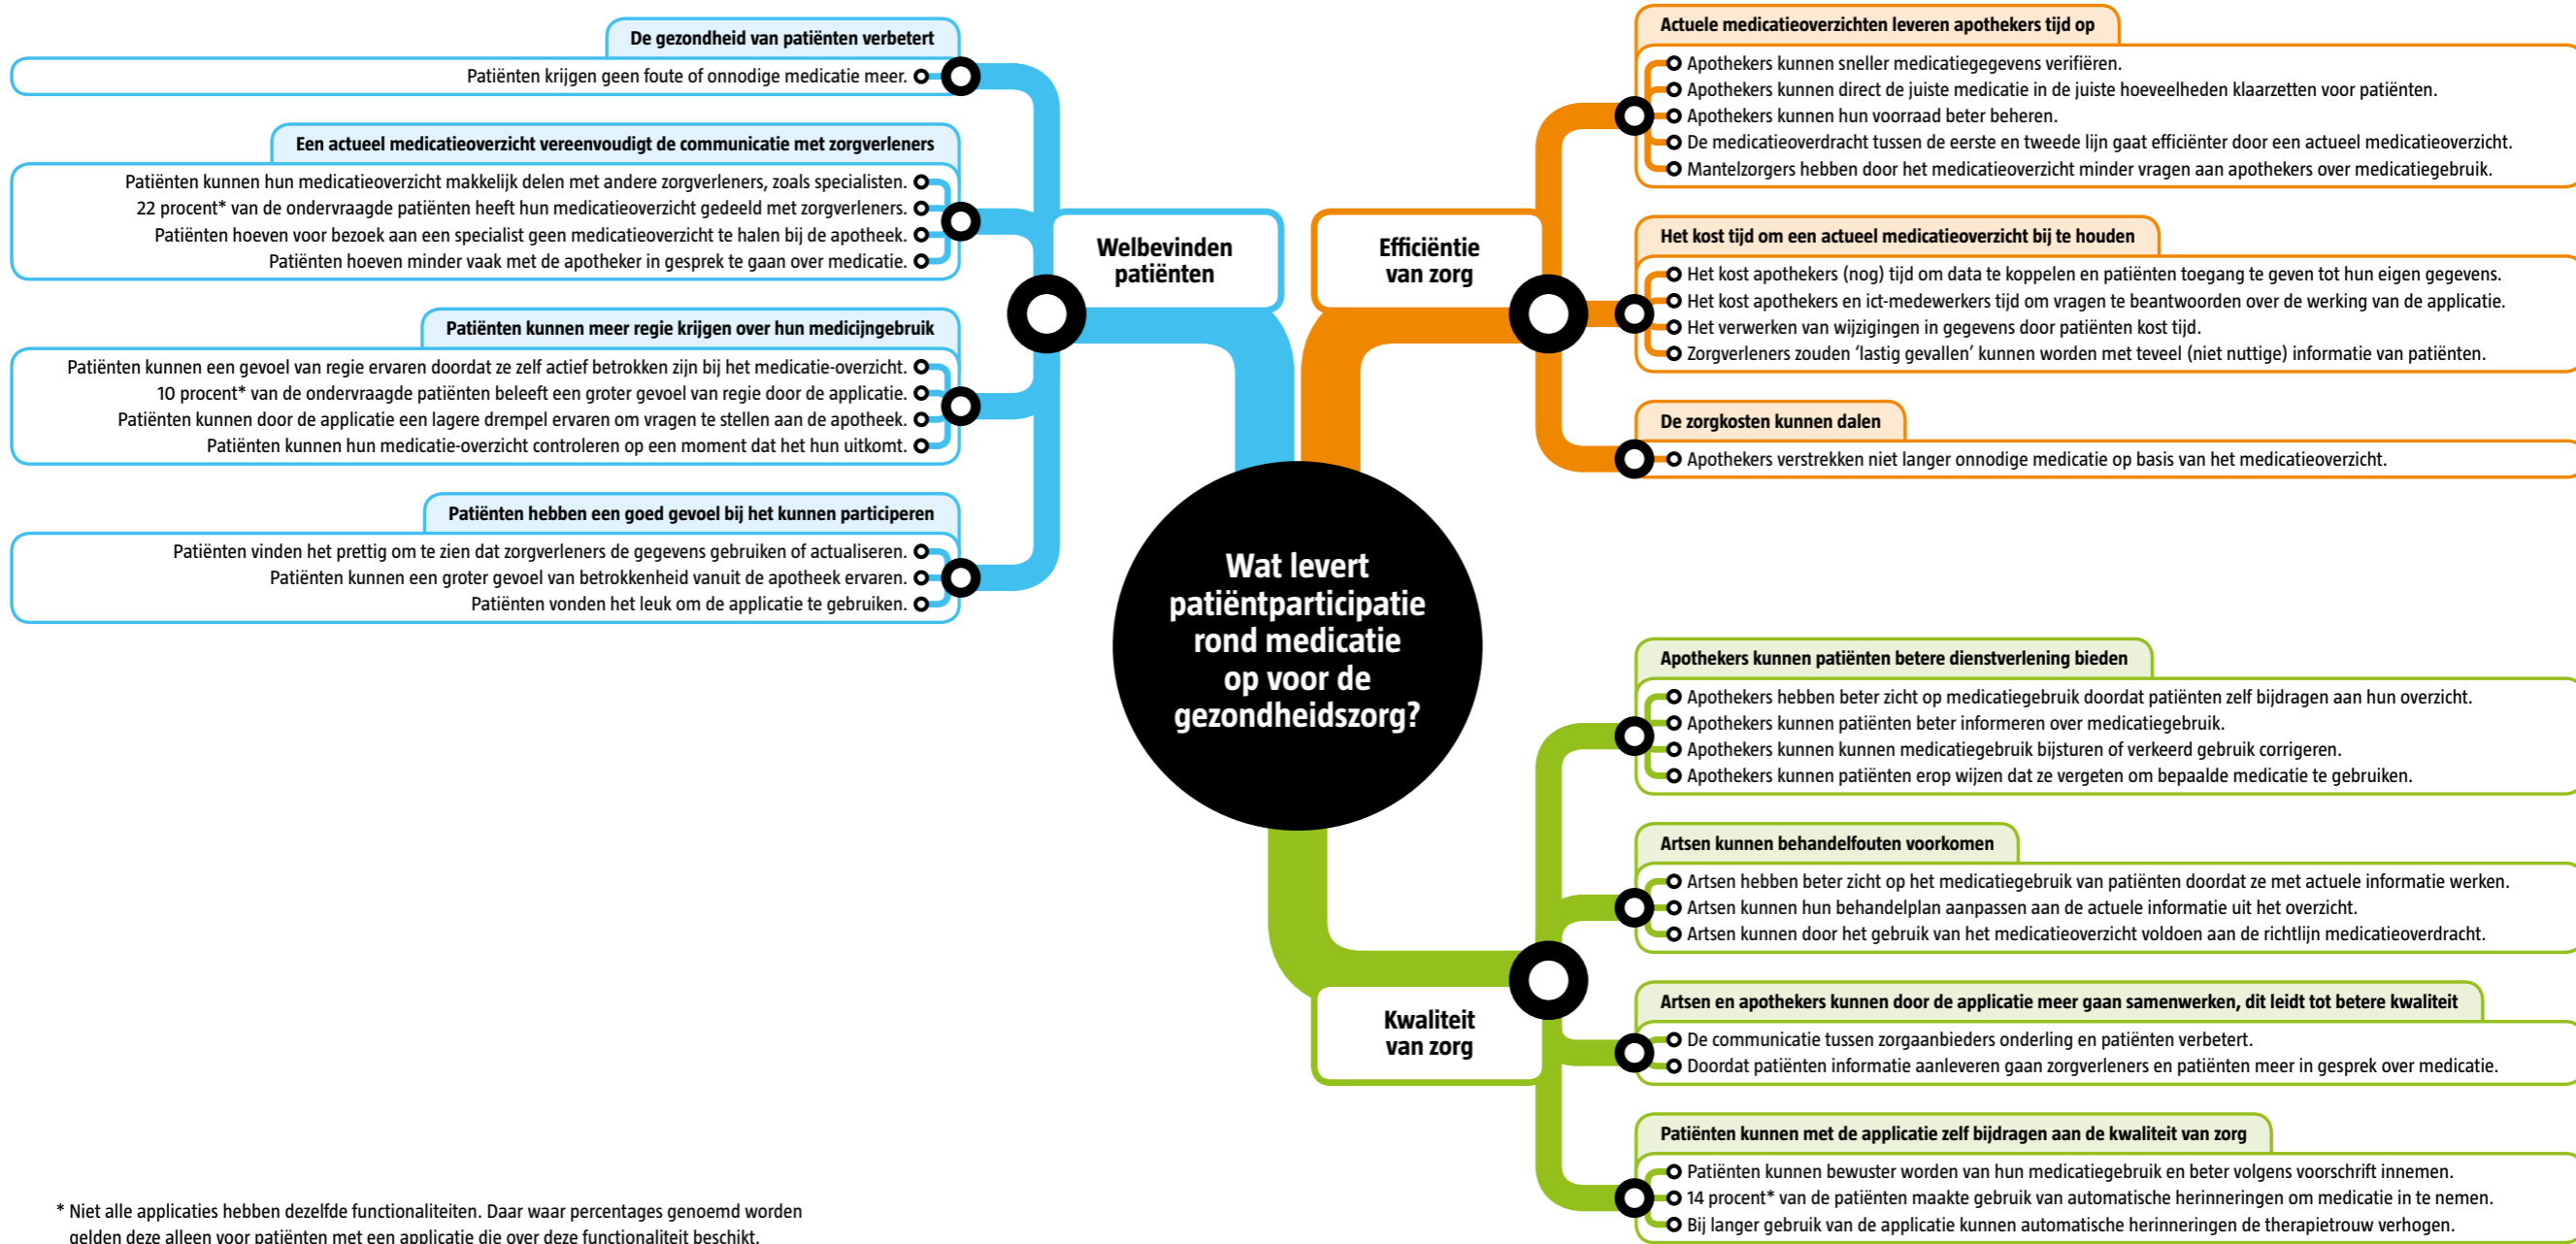 De gezondheid van patiënten verbetert
Patiënten krijgen geen foute of onnodige medicatie meer.
Een actueel medicatieoverzicht vereenvoudigt de communicatie met zorgverleners
Patiënten kunnen hun medicatieoverzicht makkelijk delen met andere zorgverleners, zoals specialisten.
22 procent* van de ondervraagde patiënten heeft hun medicatieoverzicht gedeeld met zorgverleners.
Patiënten hoeven voor bezoek aan een specialist geen medicatieoverzicht te halen bij de apotheek.
Patiënten hoeven minder vaak met de apotheker in gesprek te gaan over medicatie.
Patiënten kunnen meer regie krijgen over hun medicijngebruik
Patiënten kunnen een gevoel van regie ervaren doordat ze zelf actief betrokken zijn bij het medicatie-overzicht.
10 procent* van de ondervraagde patiënten beleeft een groter gevoel van regie door de applicatie.
Patiënten kunnen door de applicatie een lagere drempel ervaren om vragen te stellen aan de apotheek.
Patiënten kunnen hun medicatie-overzicht controleren op een moment dat het hun uitkomt.
Patiënten hebben een goed gevoel bij het kunnen participeren
Patiënten vinden het prettig om te zien dat zorgverleners de gegevens gebruiken of actualiseren.
Patiënten kunnen een groter gevoel van betrokkenheid vanuit de apotheek ervaren.
Patiënten vonden het leuk om de applicatie te gebruiken.
Welbevinden
patiënten
Efficiëntie
van zorg
Actuele medicatieoverzichten leveren apothekers tijd op
Apothekers kunnen sneller medicatiegegevens verifiëren.
Apothekers kunnen direct de juiste medicatie in de juiste hoeveelheden klaarzetten voor patiënten.
Apothekers kunnen hun voorraad beter beheren.
De medicatieoverdracht tussen de eerste en tweede lijn gaat efficiënter door een actueel medicatieoverzicht.
Mantelzorgers hebben door het medicatieoverzicht minder vragen aan apothekers over medicatiegebruik.
Het kost tijd om een actueel medicatieoverzicht bij te houden
Het kost apothekers (nog) tijd om data te koppelen en patiënten toegang te geven tot hun eigen gegevens.
Het kost apothekers en ict-medewerkers tijd om vragen te beantwoorden over de werking van de applicatie.
Het verwerken van wijzigingen in gegevens door patiënten kost tijd.
Zorgverleners zouden ‘lastig gevallen’ kunnen worden met teveel (niet nuttige) informatie van patiënten.
De zorgkosten kunnen dalen
Apothekers verstrekken niet langer onnodige medicatie op basis van het medicatieoverzicht.
Wat levert
patiëntparticipatie
rond medicatie
op voor de
gezondheidszorg?
Kwaliteit
van zorg
Apothekers kunnen patiënten betere dienstverlening bieden
Apothekers hebben beter zicht op medicatiegebruik doordat patiënten zelf bijdragen aan hun overzicht.
Apothekers kunnen patiënten beter informeren over medicatiegebruik.
Apothekers kunnen kunnen medicatiegebruik bijsturen of verkeerd gebruik corrigeren.
Apothekers kunnen patiënten erop wijzen dat ze vergeten om bepaalde medicatie te gebruiken.
Artsen kunnen behandelfouten voorkomen
Artsen hebben beter zicht op het medicatiegebruik van patiënten doordat ze met actuele informatie werken.
Artsen kunnen hun behandelplan aanpassen aan de actuele informatie uit het overzicht.
Artsen kunnen door het gebruik van het medicatieoverzicht voldoen aan de richtlijn medicatieoverdracht.
Artsen en apothekers kunnen door de applicatie meer gaan samenwerken, dit leidt tot betere kwaliteit
De communicatie tussen zorgaanbieders onderling en patiënten verbetert.
Doordat patiënten informatie aanleveren gaan zorgverleners en patiënten meer in gesprek over medicatie.
Patiënten kunnen met de applicatie zelf bijdragen aan de kwaliteit van zorg
Patiënten kunnen bewuster worden van hun medicatiegebruik en beter volgens voorschrift innemen.
14 procent* van de patiënten maakte gebruik van automatische herinneringen om medicatie in te nemen.
Bij langer gebruik van de applicatie kunnen automatische herinneringen de therapietrouw verhogen.
* Niet alle applicaties hebben dezelfde functionaliteiten. Daar waar percentages genoemd worden
gelden deze alleen voor patiënten met een applicatie die over deze functionaliteit beschikt.